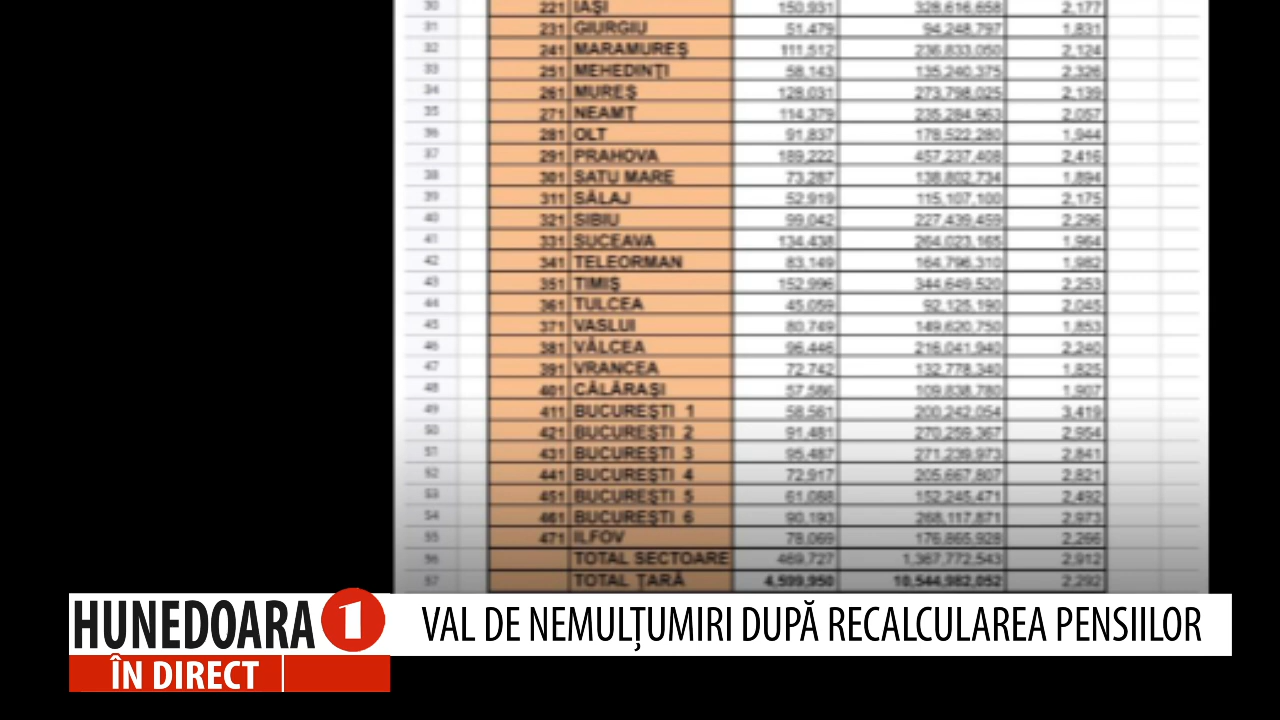 30 221 IAŞI 150,931 328,616,658 2,177
31 231 GIURGIU 51,479 94,248,797 1,831
32 241 MARAMUREŞ 111,512 236,833,050 2,124
33 251 MEHEDINŢI 58,143 135,240,375 2,326
34 261 MUREŞ 128,031 273,798,025 2,139
35 271 NEAMŢ 114,379 235,284,963 2,057
36 281 OLT 91,837 178,522,280 1,944
37 291 PRAHOVA 189,222 457,237,408 2,416
38 301 SATU MARE 73,287 138,802,734 1,894
39 311 SĂLAJ 52,919 115,107,100 2,175
40 321 SIBIU 99,042 227,439,459 2,296
41 331 SUCEAVA 134,438 264,023,165 1,964
42 341 TELEORMAN 83,149 164,796,310 1,982
43 351 TIMIŞ 152,996 344,649,520 2,253
44 361 TULCEA 45,059 92,125,190 2,045
45 371 VASLUI 80,749 149,620,750 1,853
46 381 VÂLCEA 96,446 216,041,940 2,240
47 391 VRANCEA 72,742 132,778,340 1,825
48 401 CĂLĂRAŞI 57,586 109,838,780 1,907
49 411 BUCUREŞTI 1 58,561 200,242,054 3,419
50 421 BUCUREŞTI 2 91,481 270,259,367 2,954
51 431 BUCUREŞTI 3 95,487 271,239,973 2,841
52 441 BUCUREŞTI 4 72,917 205,667,807 2,821
53 451 BUCUREŞTI 5 61,088 152,245,471 2,492
54 461 BUCUREŞTI 6 90,193 268,117,871 2,973
55 471 ILFOV 78,069 176,865,928 2,266
56 TOTAL SECTOARE 469,727 1,367,772,543 2,912
57 TOTAL ŢARĂ 4,599,950 10,544,982,052 2,292
HUNEDOARA 1
VAL DE NEMULȚUMIRI DUPĂ RECALCULAREA PENSIILOR
ÎN DIRECT